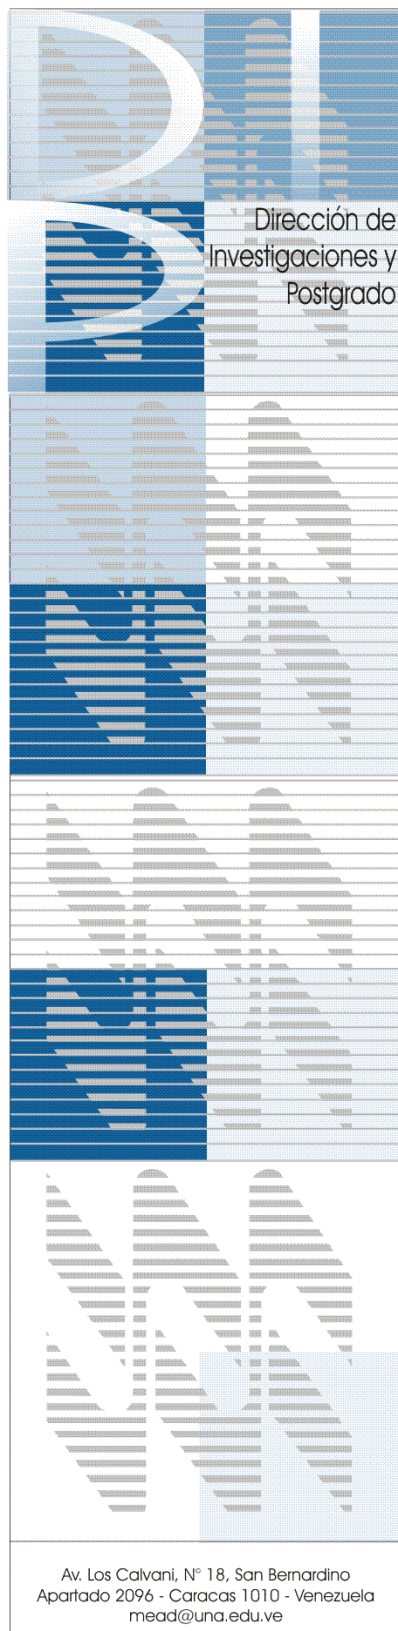 DI
P
Dirección de
Investigaciones y
Postgrado
Av. Los Calvani, N° 18, San Bernardino
Apartado 2096 - Caracas 1010 - Venezuela
mead@una.edu.ve